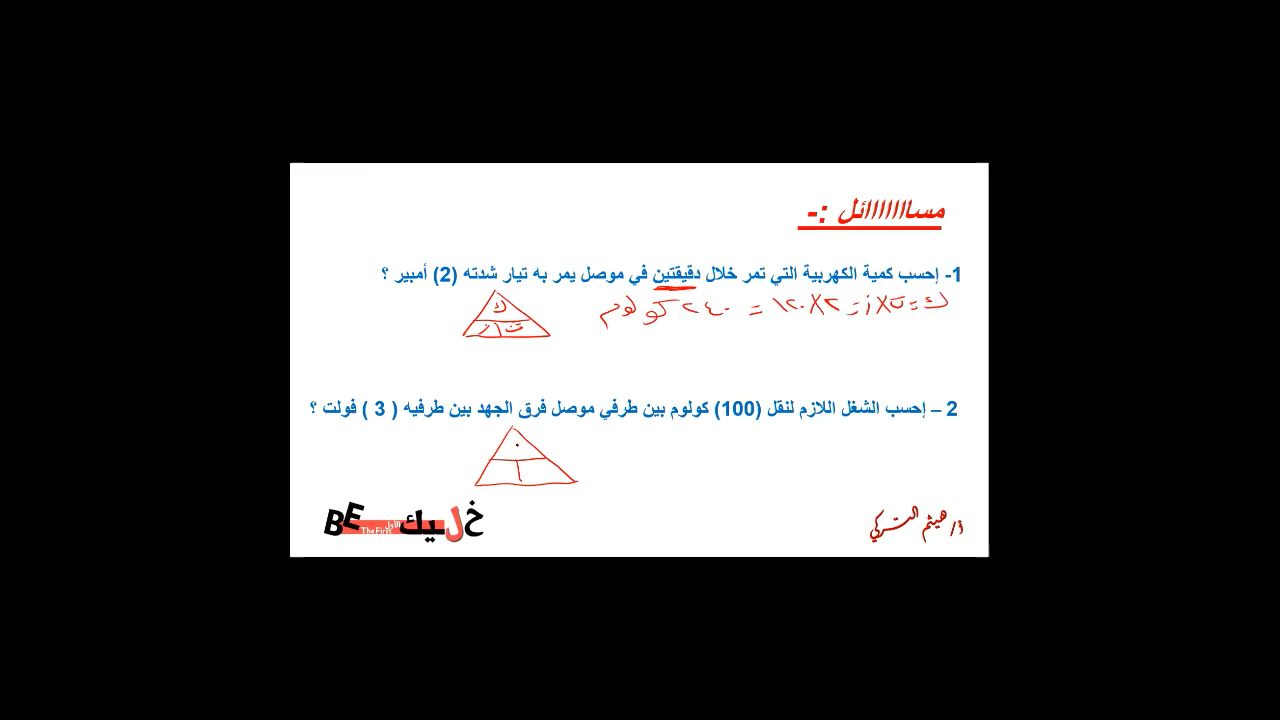 مسااااااائل :-
1- إحسب كمية الكهربية التي تمر خلال دقيقتين في موصل يمر به تيار شدته (2) أمبير ؟
ك = ت × ز = ٢ × ١٢٠ = ٢٤٠ كولوم
ك
ت ز
2 – إحسب الشغل اللازم لنقل (100) كولوم بين طرفي موصل فرق الجهد بين طرفيه ( 3 ) فولت ؟
خليك الأول
BE The First
أ/ هيثم التركي